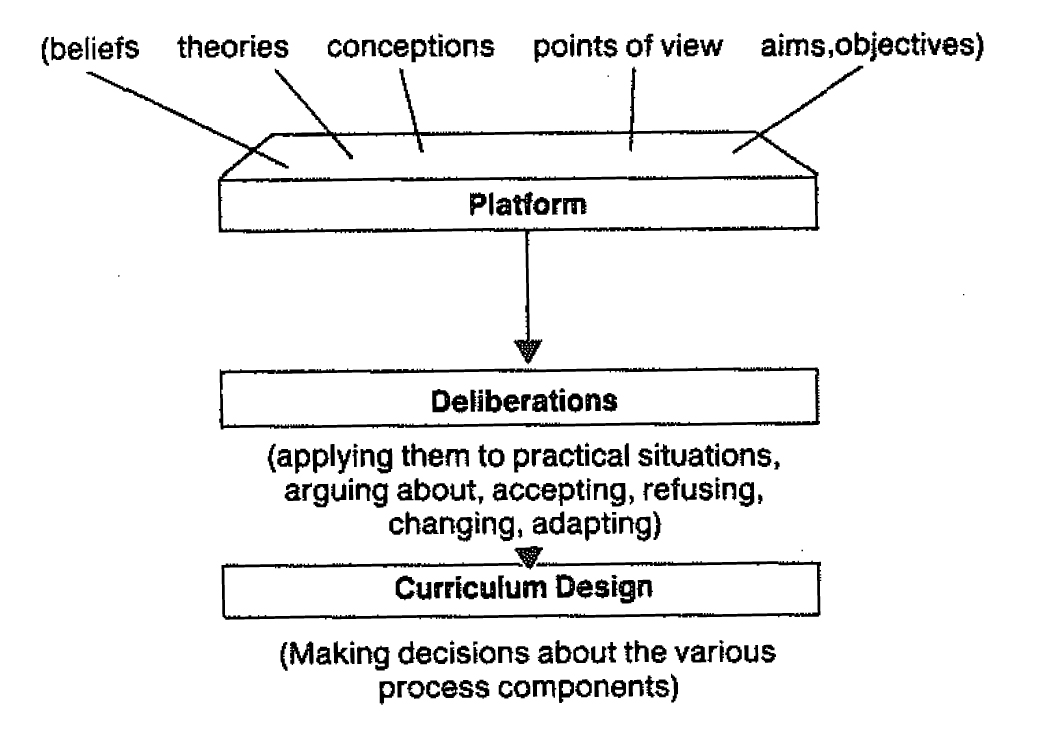 (beliefs theories conceptions points of view aims,objectives)
Platform
Deliberations
(applying them to practical situations,
arguing about, accepting, refusing,
changing, adapting)
Curriculum Design
(Making decisions about the various
process components)